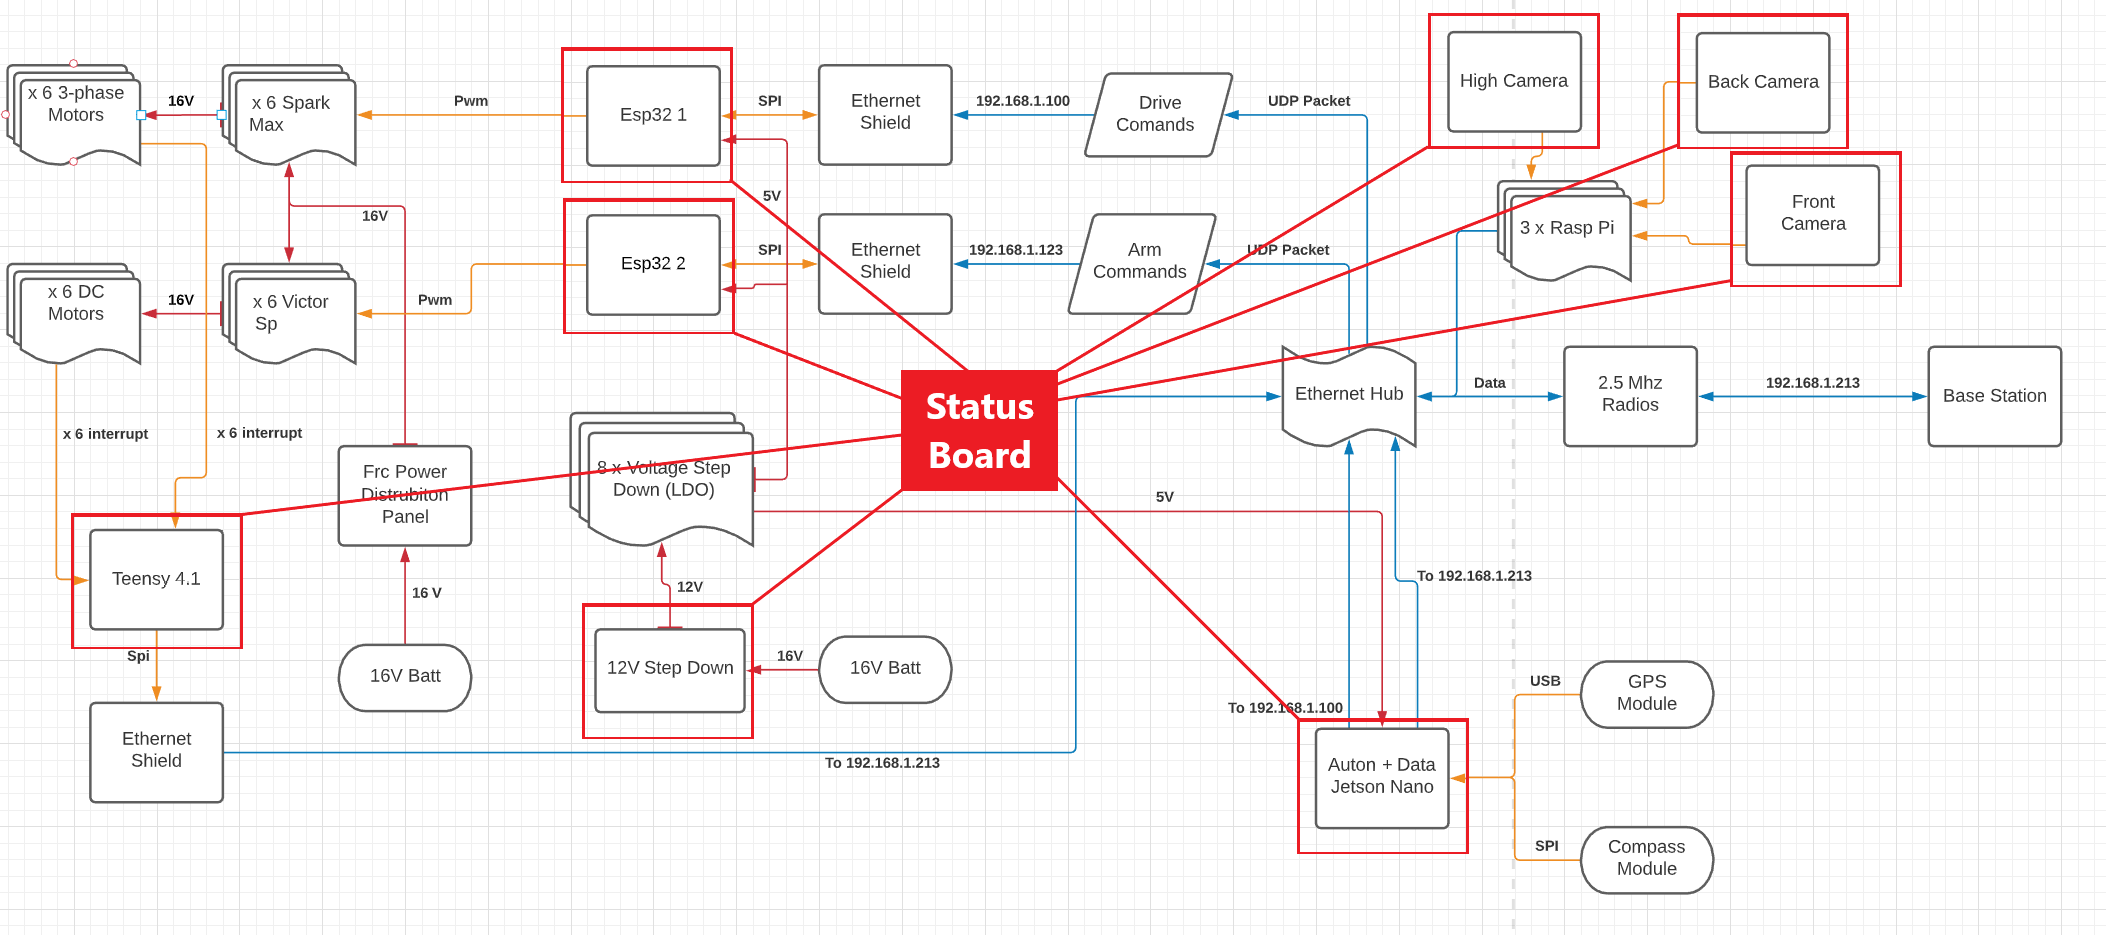 x 6 3-phase
Motors
16V
x 6 Spark
Max
Pwm
Esp32 1
SPI
Ethernet
Shield
192.168.1.100
Drive
Comands
UDP Packet
High Camera
Back Camera
16V
5V
Esp32 2
SPI
Ethernet
Shield
192.168.1.123
Arm
Commands
UDP Packet
3 x Rasp Pi
Front
Camera
x 6 DC
Motors
16V
x 6 Victor
Sp
Pwm
Status
Board
Ethernet Hub
Data
2.5 Mhz
Radios
192.168.1.213
Base Station
x 6 interrupt
x 6 interrupt
Frc Power
Distrubiton
Panel
8 x Voltage Step
Down (LDO)
5V
Teensy 4.1
16 V
12V
To 192.168.1.213
Spi
16V Batt
12V Step Down
16V
16V Batt
To 192.168.1.100
USB
GPS
Module
Ethernet
Shield
To 192.168.1.213
Auton + Data
Jetson Nano
SPI
Compass
Module